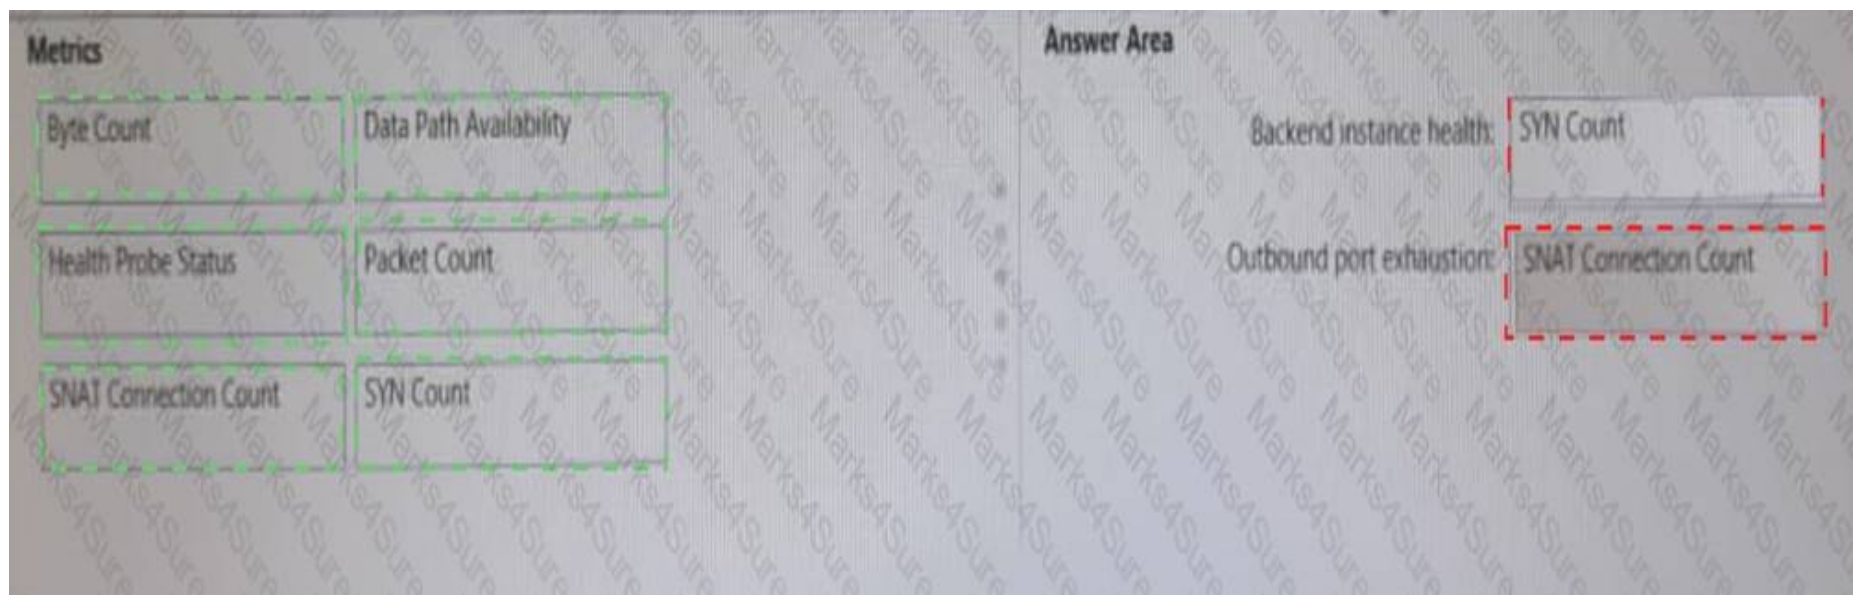 Metrics
Byte Count
Data Path Availability
Health Probe Status
Packet Count
SNAT Connection Count
SYN Count
Answer Area
Backend instance health: SYN Count
Outbound port exhaustion: SNAT Connection Count
Marks4Sure